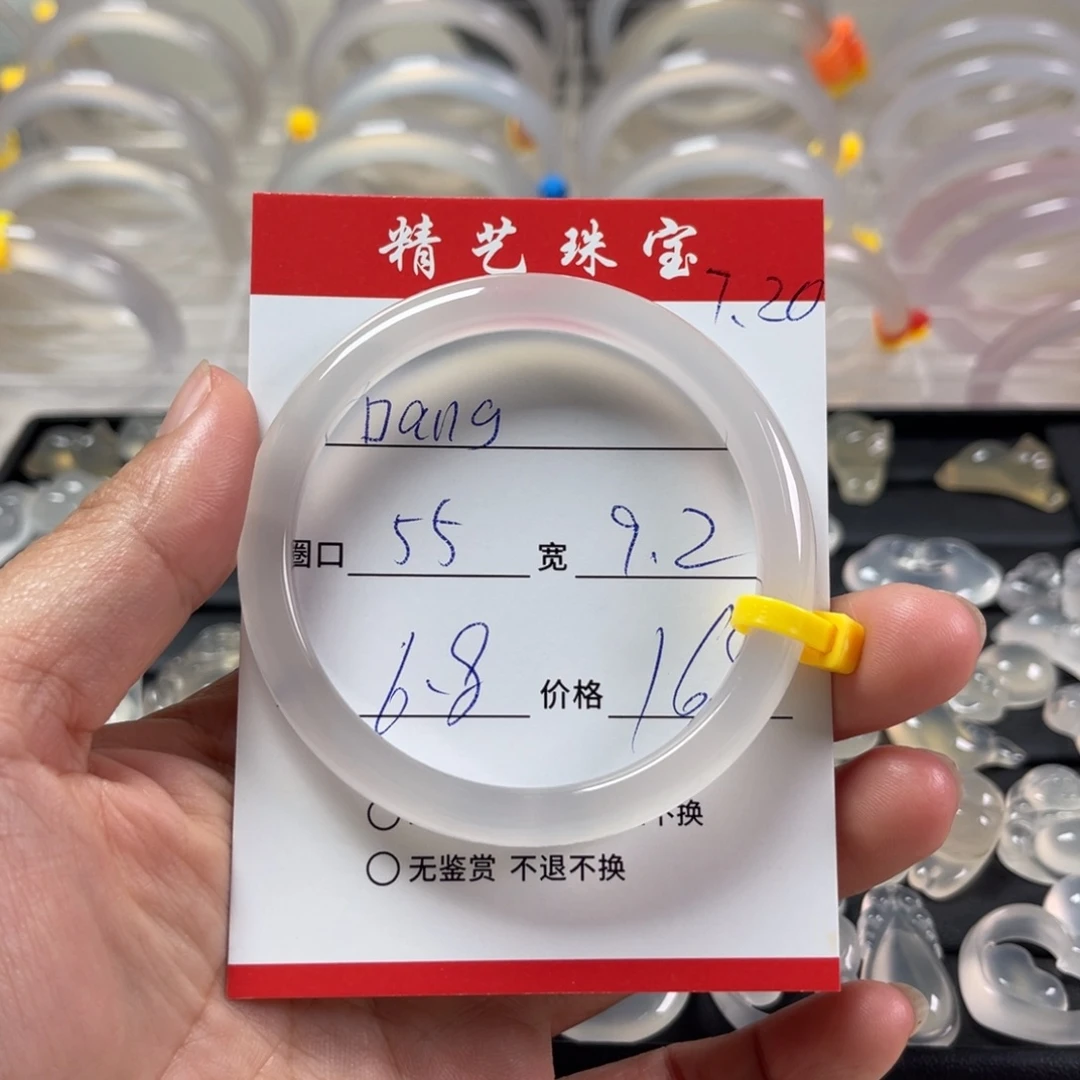 精艺珠宝
7.20
Dang
圈口 55 宽 9.2
6.8 价格 16
不换
无鉴赏 不退不换